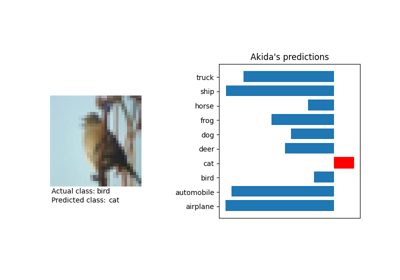 Akida's predictions
truck
ship
horse
frog
dog
deer
cat
bird
automobile
airplane
Actual class: bird
Predicted class: cat